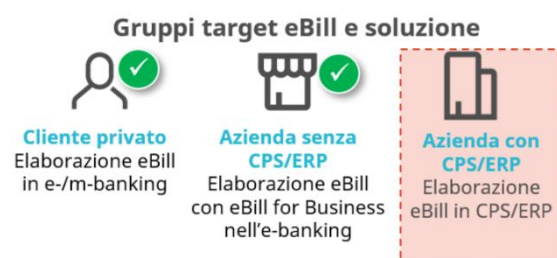 Gruppi target eBill e soluzione
Cliente privato
Elaborazione eBill
in e-/m-banking
Azienda senza
CPS/ERP
Elaborazione eBill
con eBill for Business
nell'e-banking
Azienda con
CPS/ERP
Elaborazione
eBill in CPS/ERP